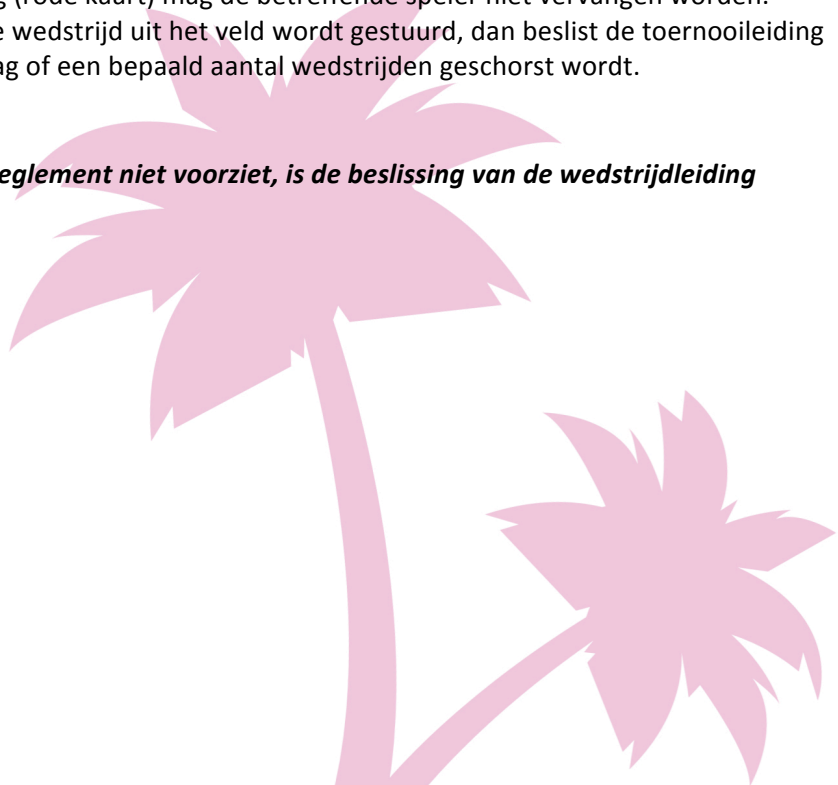 (rode kaart) mag de betreffende speler niet vervangen worden.
wedstrijd uit het veld wordt gestuurd, dan beslist de toernooileiding
of een bepaald aantal wedstrijden geschorst wordt.
eglement niet voorziet, is de beslissing van de wedstrijdleiding